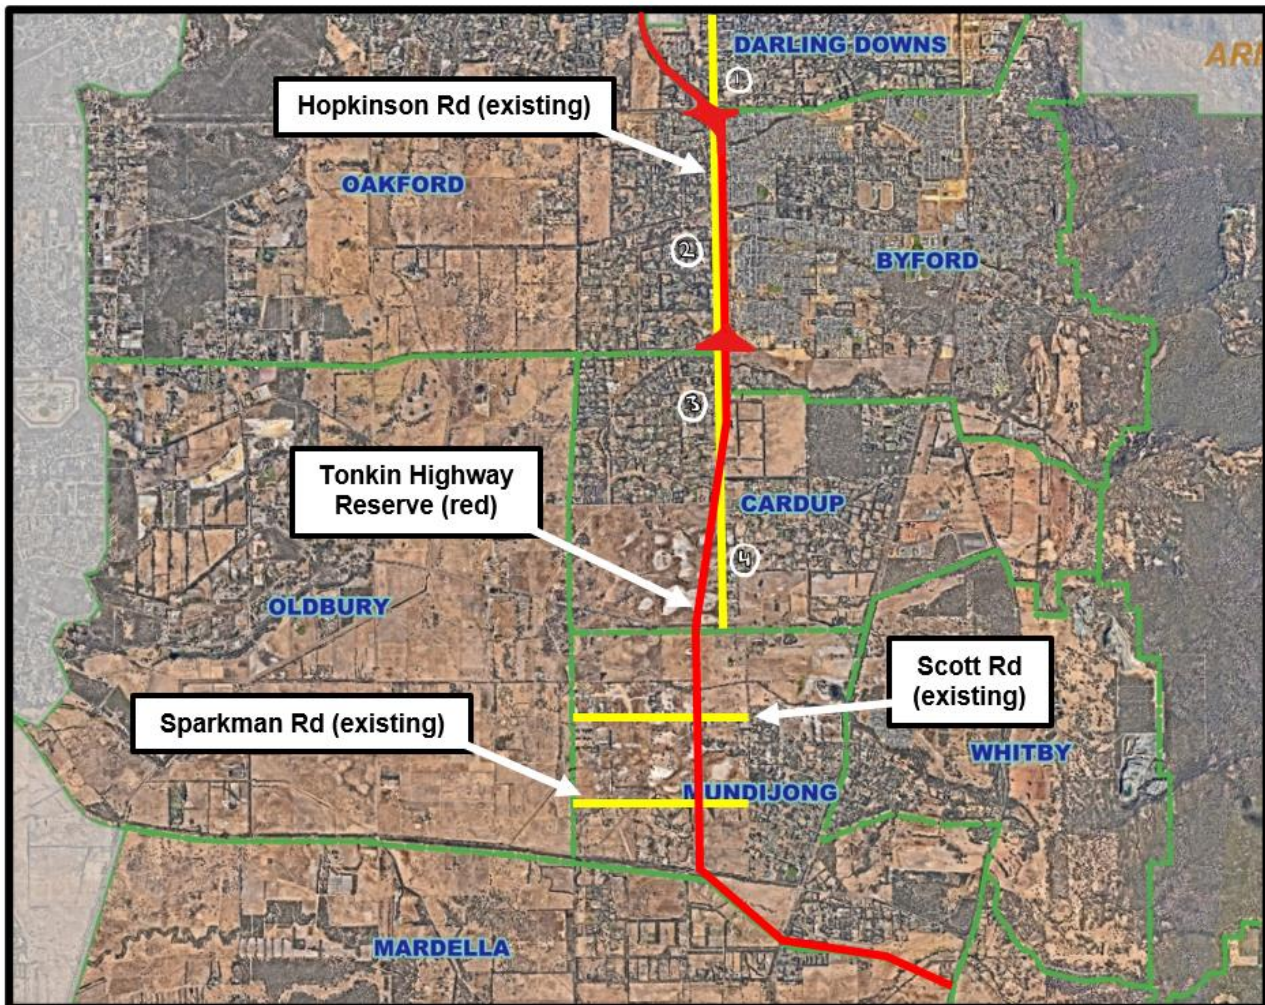 DARLING DOWNS
AR
1
Hopkinson Rd (existing)
OAKFORD
2
BYFORD
3
Tonkin Highway
Reserve (red)
CARDUP
4
OLDBURY
Scott Rd
(existing)
Sparkman Rd (existing)
WHITBY
MUNDIJONG
MARDELLA